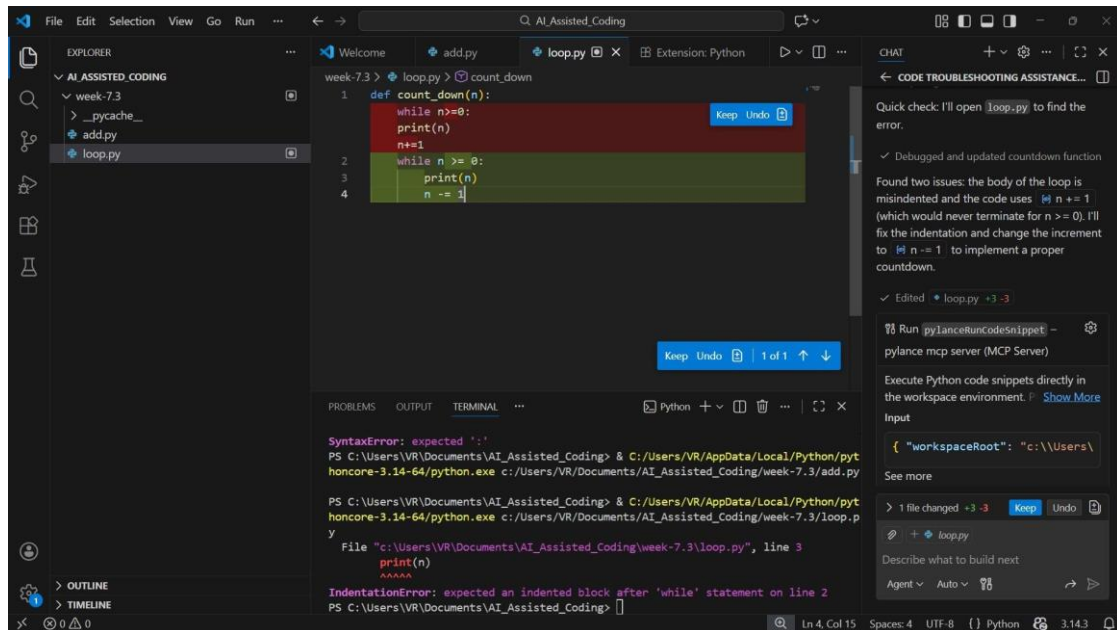 File Edit Selection View Go Run ···
AI_Assisted_Coding
EXPLORER
AI_ASSISTED_CODING
week-7.3
__pycache__
add.py
loop.py
OUTLINE
TIMELINE
Welcome
add.py
loop.py
Extension: Python
week-7.3 > loop.py > count_down
1 def count_down(n):
while n>=0:
print(n)
n+=1
2 while n >= 0:
3 print(n)
4 n -= 1
Keep Undo
Keep Undo 1 of 1 ↑ ↓
PROBLEMS OUTPUT TERMINAL ··· Python
SyntaxError: expected ':'
PS C:\Users\VR\Documents\AI_Assisted_Coding> & C:/Users/VR/AppData/Local/Python/pyt
honcore-3.14-64/python.exe c:/Users/VR/Documents/AI_Assisted_Coding/week-7.3/add.py
PS C:\Users\VR\Documents\AI_Assisted_Coding> & C:/Users/VR/AppData/Local/Python/pyt
honcore-3.14-64/python.exe c:/Users/VR/Documents/AI_Assisted_Coding/week-7.3/loop.p
y
File "c:\Users\VR\Documents\AI_Assisted_Coding\week-7.3\loop.py", line 3
print(n)
^^^^^
IndentationError: expected an indented block after 'while' statement on line 2
PS C:\Users\VR\Documents\AI_Assisted_Coding>
CHAT
CODE TROUBLESHOOTING ASSISTANCE...
Quick check: I'll open loop.py to find the
error.
Debugged and updated countdown function
Found two issues: the body of the loop is
misindented and the code uses n += 1
(which would never terminate for n >= 0). I'll
fix the indentation and change the increment
to n -= 1 to implement a proper
countdown.
Edited loop.py +3 -3
Run pylanceRunCodeSnippet –
pylance mcp server (MCP Server)
Execute Python code snippets directly in
the workspace environment. P Show More
Input
{ "workspaceRoot": "c:\\Users\
See more
1 file changed +3 -3 Keep Undo
loop.py
Describe what to build next
Agent Auto
1
0 0 Ln 4, Col 15 Spaces: 4 UTF-8 { } Python 3.14.3